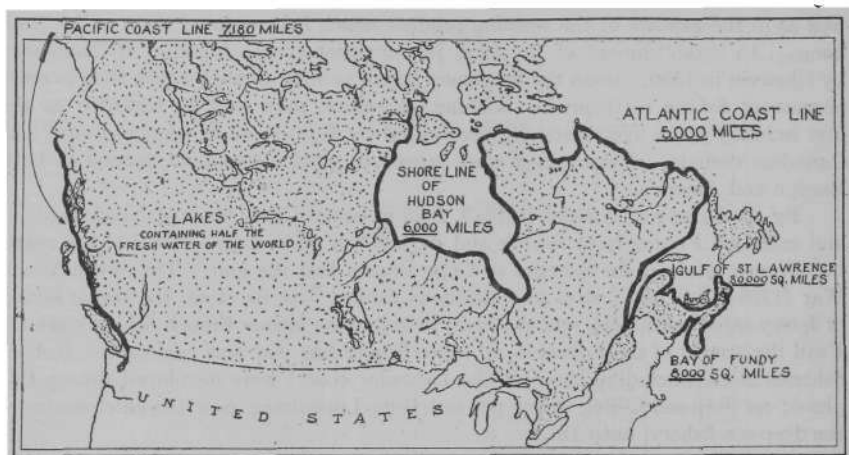 PACIFIC COAST LINE 7,180 MILES
ATLANTIC COAST LINE
5,000 MILES
SHORE LINE
OF
HUDSON
BAY
6,000 MILES
LAKES
CONTAINING HALF THE
FRESH WATER OF THE WORLD
GULF OF ST LAWRENCE
80,000 SQ. MILES
BAY OF FUNDY
8,000 SQ. MILES
UNITED STATES